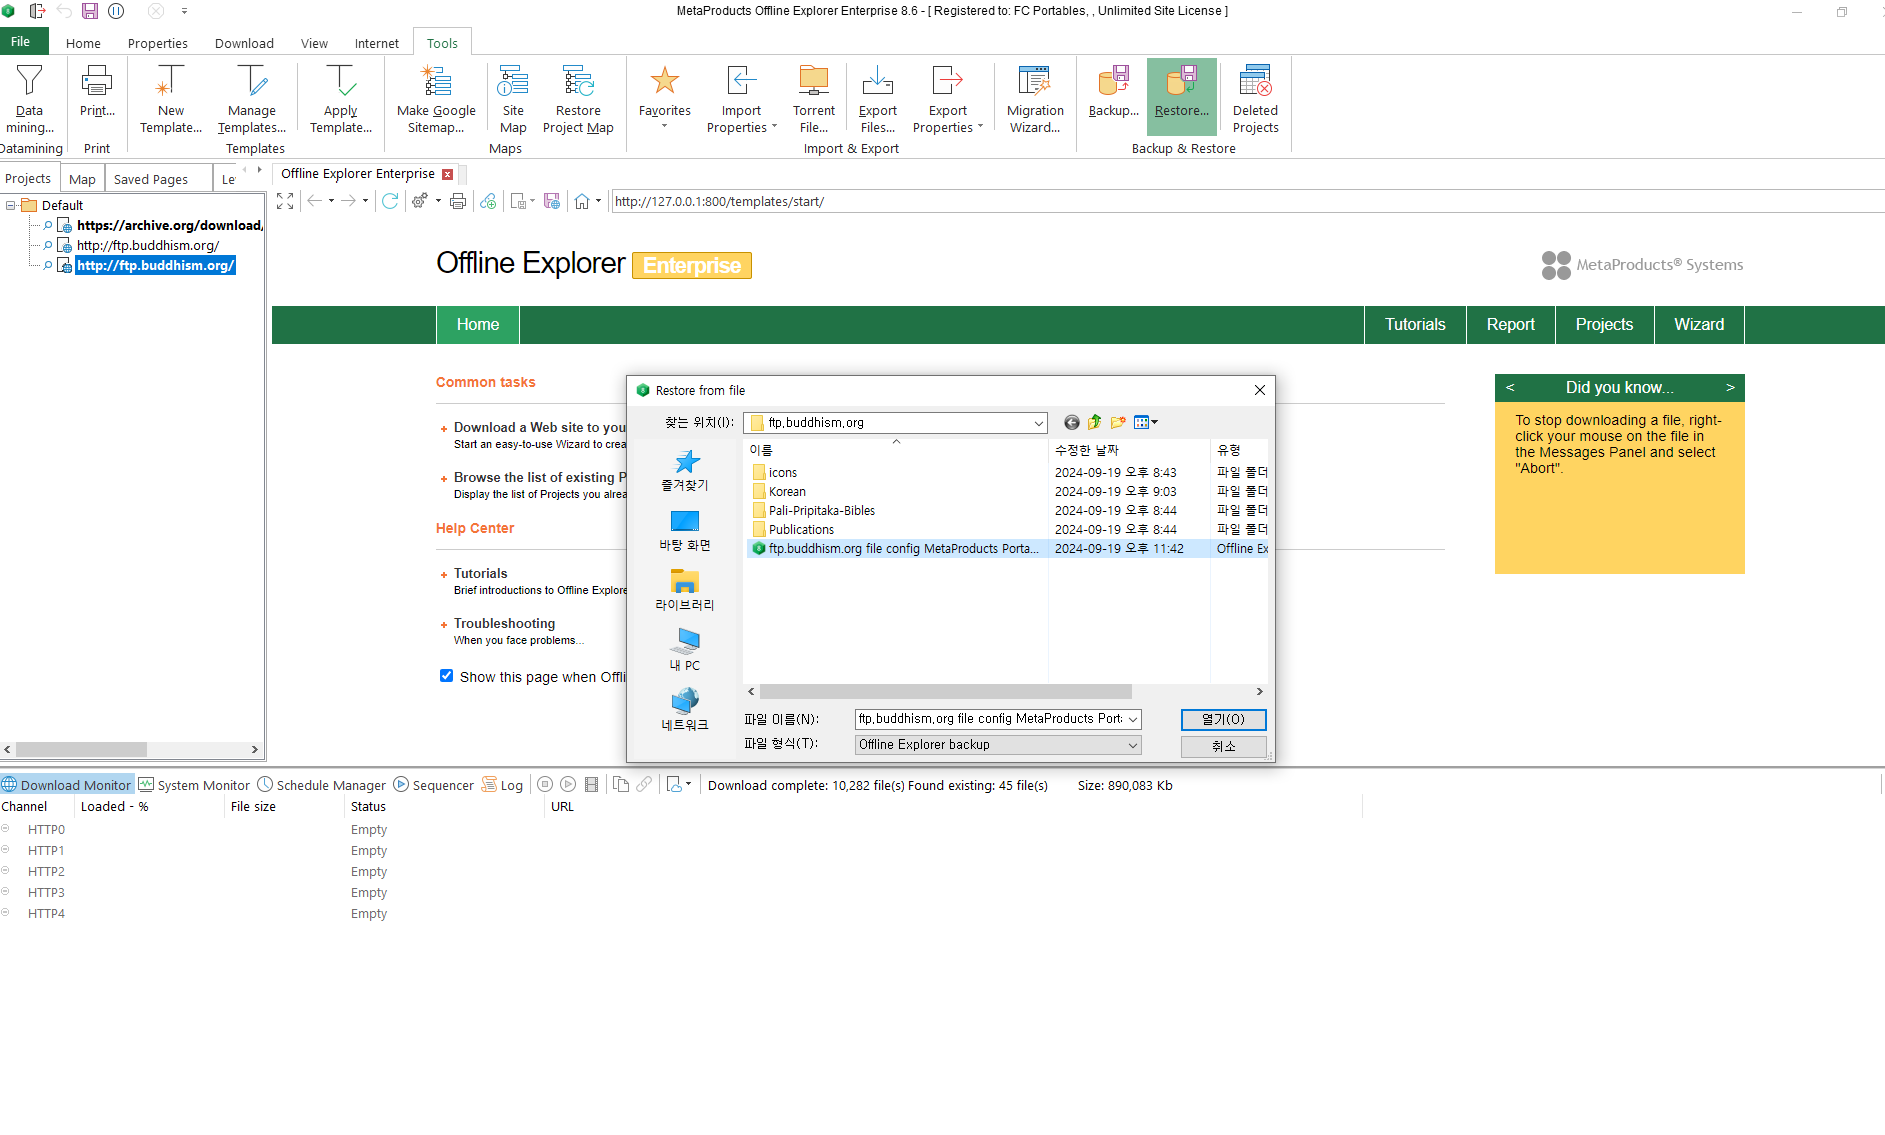 MetaProducts Offline Explorer Enterprise 8.6 - [ Registered to: FC Portables, , Unlimited Site License ]
File Home Properties Download View Internet Tools
Data mining...
Print...
New Template...
Manage Templates...
Apply Template...
Make Google Sitemap...
Site Map
Restore Project Map
Favorites
Import Properties
Torrent File...
Export Files...
Export Properties
Migration Wizard...
Backup...
Restore...
Deleted Projects
Datamining Print Templates Maps Import & Export Backup & Restore
Projects Map Saved Pages Le
Offline Explorer Enterprise
Default
https://archive.org/download/
http://ftp.buddhism.org/
http://ftp.buddhism.org/
http://127.0.0.1:800/templates/start/
Offline Explorer Enterprise
MetaProducts® Systems
Home Tutorials Report Projects Wizard
Common tasks
Download a Web site to you
Start an easy-to-use Wizard to crea
Browse the list of existing P
Display the list of Projects you alrea
Help Center
Tutorials
Brief introductions to Offline Explore
Troubleshooting
When you face problems...
Show this page when Offli
< Did you know... >
To stop downloading a file, right-
click your mouse on the file in
the Messages Panel and select
"Abort".
Restore from file
찾는 위치(I): ftp.buddhism.org
즐겨찾기
바탕 화면
라이브러리
내 PC
네트워크
이름 수정한 날짜 유형
icons 2024-09-19 오후 8:43 파일 폴더
Korean 2024-09-19 오후 9:03 파일 폴더
Pali-Pripitaka-Bibles 2024-09-19 오후 8:44 파일 폴더
Publications 2024-09-19 오후 8:44 파일 폴더
ftp.buddhism.org file config MetaProducts Porta... 2024-09-19 오후 11:42 Offline Ex
파일 이름(N): ftp.buddhism.org file config MetaProducts Port 열기(O)
파일 형식(T): Offline Explorer backup 취소
Download Monitor System Monitor Schedule Manager Sequencer Log Download complete: 10,282 file(s) Found existing: 45 file(s) Size: 890,083 Kb
Channel Loaded - % File size Status URL
HTTP0 Empty
HTTP1 Empty
HTTP2 Empty
HTTP3 Empty
HTTP4 Empty